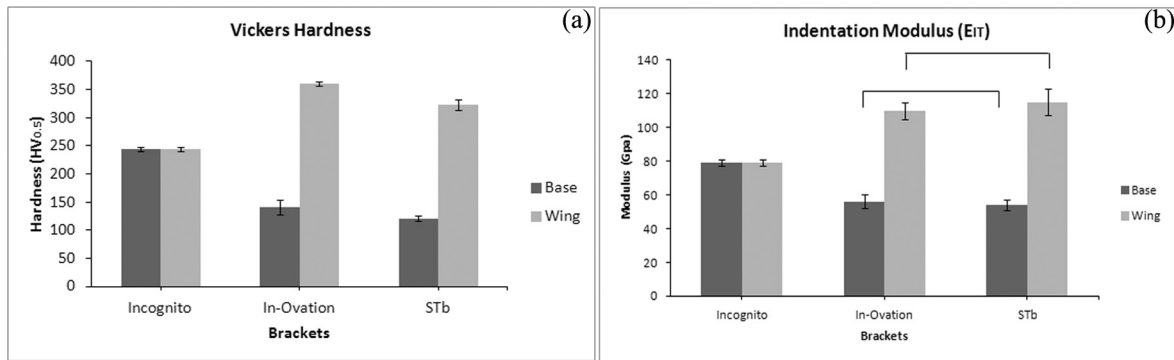 (a)
Vickers Hardness
Hardness (HV0.5)
400
350
300
250
200
150
100
50
0
Incognito In-Ovation STb
Brackets
Base
Wing
(b)
Indentation Modulus (EIT)
Modulus (Gpa)
140
120
100
80
60
40
20
0
Incognito In-Ovation STb
Brackets
Base
Wing